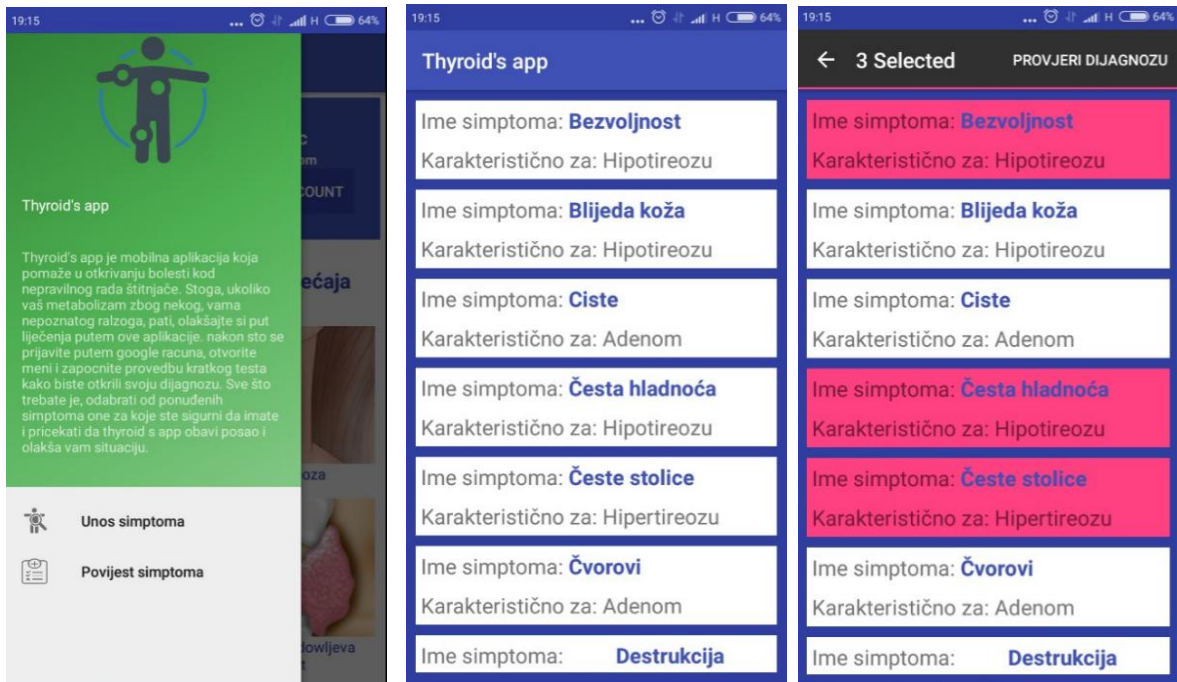 19:15 ... H 64%
COUNT
Thyroid's app
Thyroid's app je mobilna aplikacija koja
pomaže u otkrivanju bolesti kod
nepravilnog rada štitnjače. Stoga, ukoliko
vaš metabolizam zbog nekog, vama
nepoznatog ralzoga, pati, olakšajte si put
liječenja putem ove aplikacije. nakon sto se
prijavite putem google racuna, otvorite
meni i zapocnite provedbu kratkog testa
kako biste otkrili svoju dijagnozu. Sve što
trebate je, odabrati od ponuđenih
simptoma one za koje ste sigurni da imate
i pricekati da thyroid s app obavi posao i
olakša vam situaciju.
ećaja
oza
Unos simptoma
Povijest simptoma
lowljeva
19:15 ... H 64%
Thyroid's app
Ime simptoma: Bezvoljnost
Karakteristično za: Hipotireozu
Ime simptoma: Blijeda koža
Karakteristično za: Hipotireozu
Ime simptoma: Ciste
Karakteristično za: Adenom
Ime simptoma: Česta hladnoća
Karakteristično za: Hipotireozu
Ime simptoma: Česte stolice
Karakteristično za: Hipertireozu
Ime simptoma: Čvorovi
Karakteristično za: Adenom
Ime simptoma: Destrukcija
19:15 ... H 64%
3 Selected PROVJERI DIJAGNOZU
Ime simptoma: Bezvoljnost
Karakteristično za: Hipotireozu
Ime simptoma: Blijeda koža
Karakteristično za: Hipotireozu
Ime simptoma: Ciste
Karakteristično za: Adenom
Ime simptoma: Česta hladnoća
Karakteristično za: Hipotireozu
Ime simptoma: Česte stolice
Karakteristično za: Hipertireozu
Ime simptoma: Čvorovi
Karakteristično za: Adenom
Ime simptoma: Destrukcija